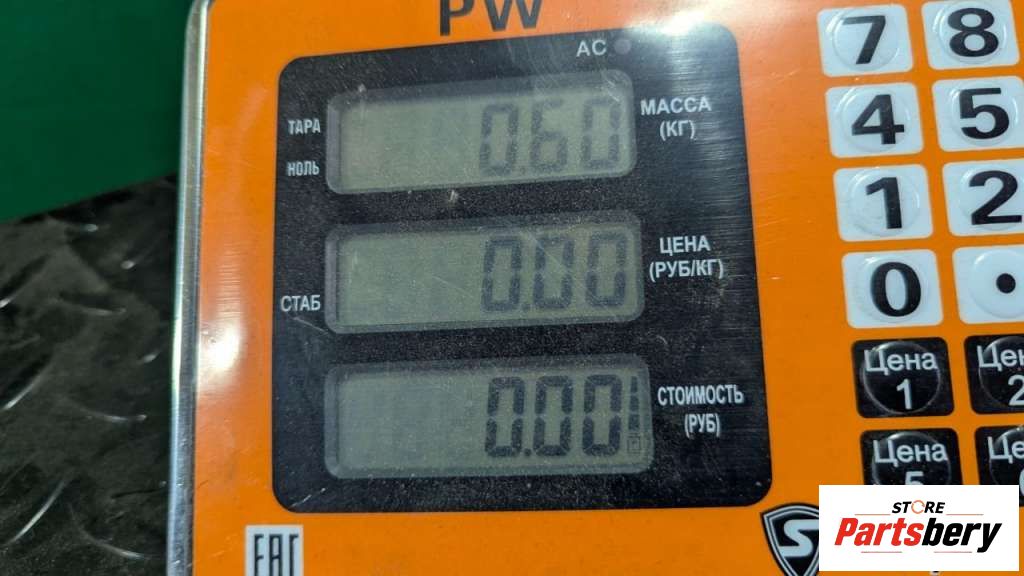 PW
AC
ТАРА
НОЛЬ
0.60
МАССА
(КГ)
СТАБ
0.00
ЦЕНА
(РУБ/КГ)
0.00
СТОИМОСТЬ
(РУБ)
7 8
4 5
1 2
0 •
Цена
1
2
Цена
5
EAC
S
STORE
Partsbery